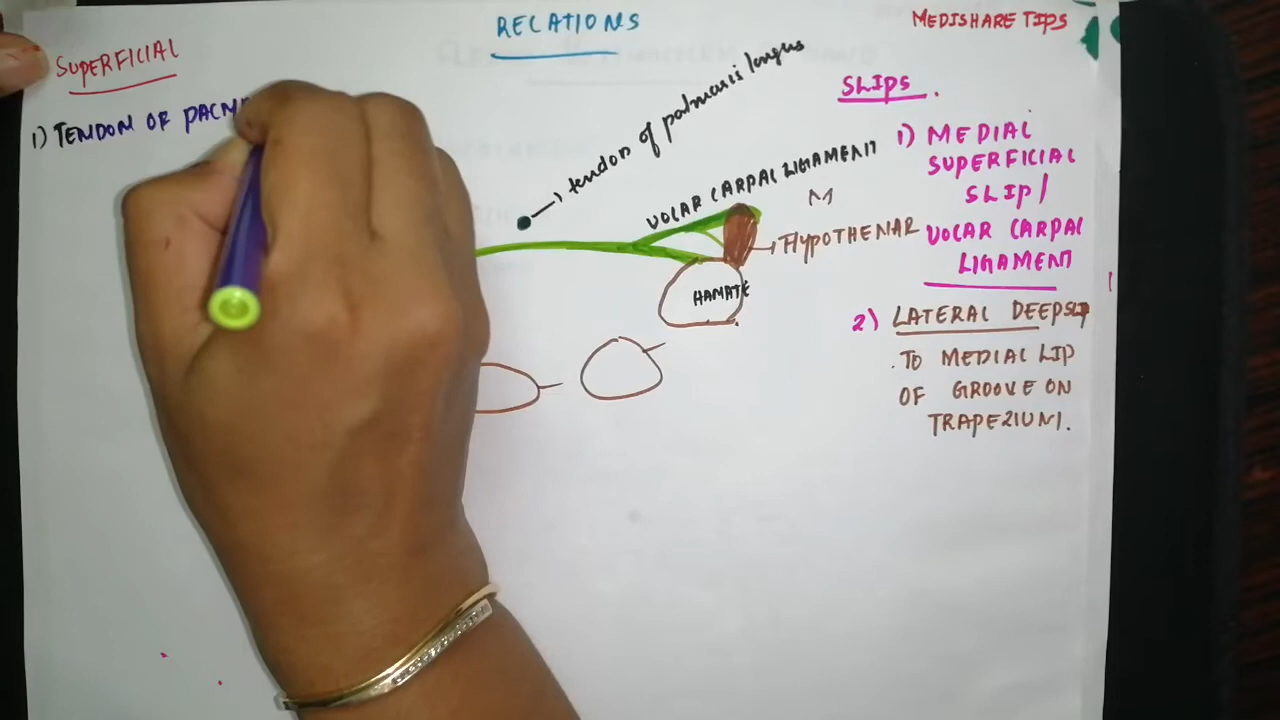 RELATIONS
MEDISHARE TIPS
SUPERFICIAL
1) TENDON OF PALM
tendon of palmaris longus
VOLAR CARPAL LIGAMENT
M
HYPOTHENAR
HAMATE
SLIPS.
1) MEDIAL
SUPERFICIAL
SLIP/
VOLAR CARPAL
LIGAMENT
2) LATERAL DEEP SLIP
TO MEDIAL LIP
OF GROOVE ON
TRAPEZIUM.